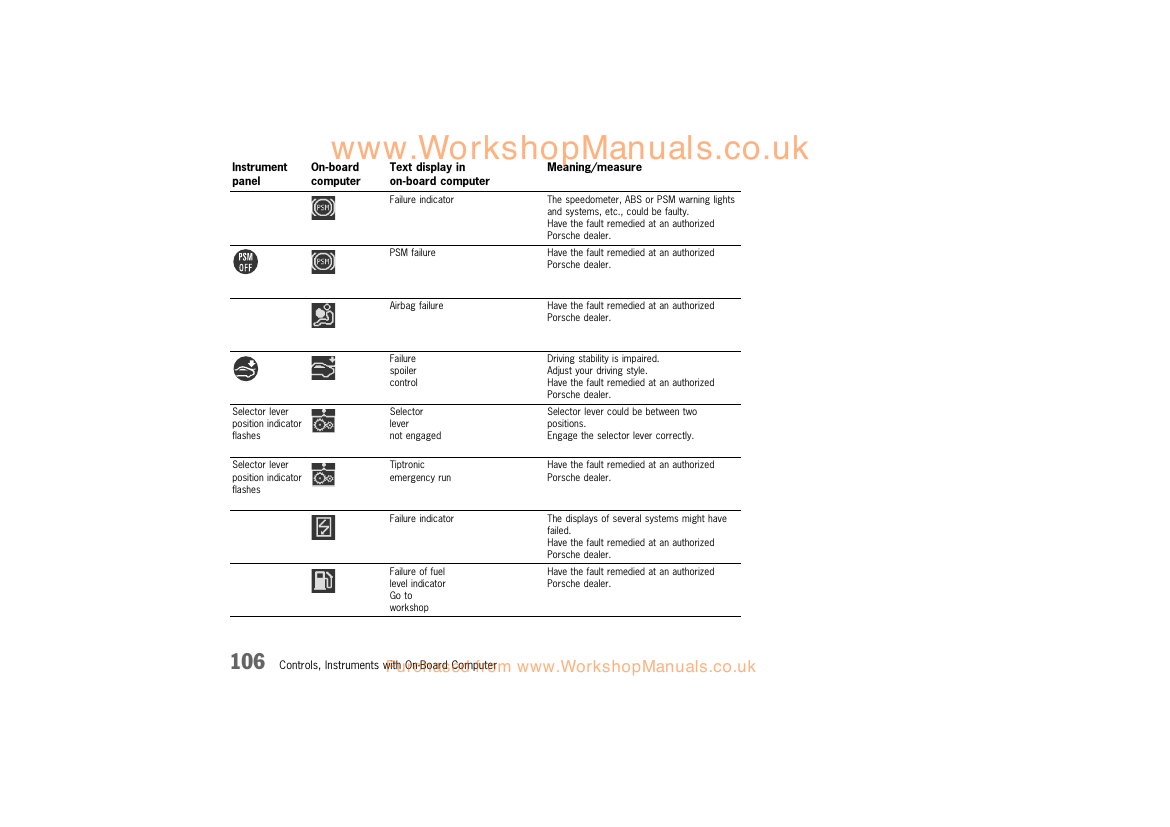 www.WorkshopManuals.co.uk
Instrument panel
On-board computer
Text display in on-board computer
Meaning/measure
PSM
Failure indicator
The speedometer, ABS or PSM warning lights
and systems, etc., could be faulty.
Have the fault remedied at an authorized
Porsche dealer.
PSM
OFF
PSM
PSM failure
Have the fault remedied at an authorized
Porsche dealer.
Airbag failure
Have the fault remedied at an authorized
Porsche dealer.
Failure
spoiler
control
Driving stability is impaired.
Adjust your driving style.
Have the fault remedied at an authorized
Porsche dealer.
Selector lever
position indicator
flashes
Selector
lever
not engaged
Selector lever could be between two
positions.
Engage the selector lever correctly.
Selector lever
position indicator
flashes
Tiptronic
emergency run
Have the fault remedied at an authorized
Porsche dealer.
Failure indicator
The displays of several systems might have
failed.
Have the fault remedied at an authorized
Porsche dealer.
Failure of fuel
level indicator
Go to
workshop
Have the fault remedied at an authorized
Porsche dealer.
106 Controls, Instruments with On-Board Computer
Purchased from www.WorkshopManuals.co.uk